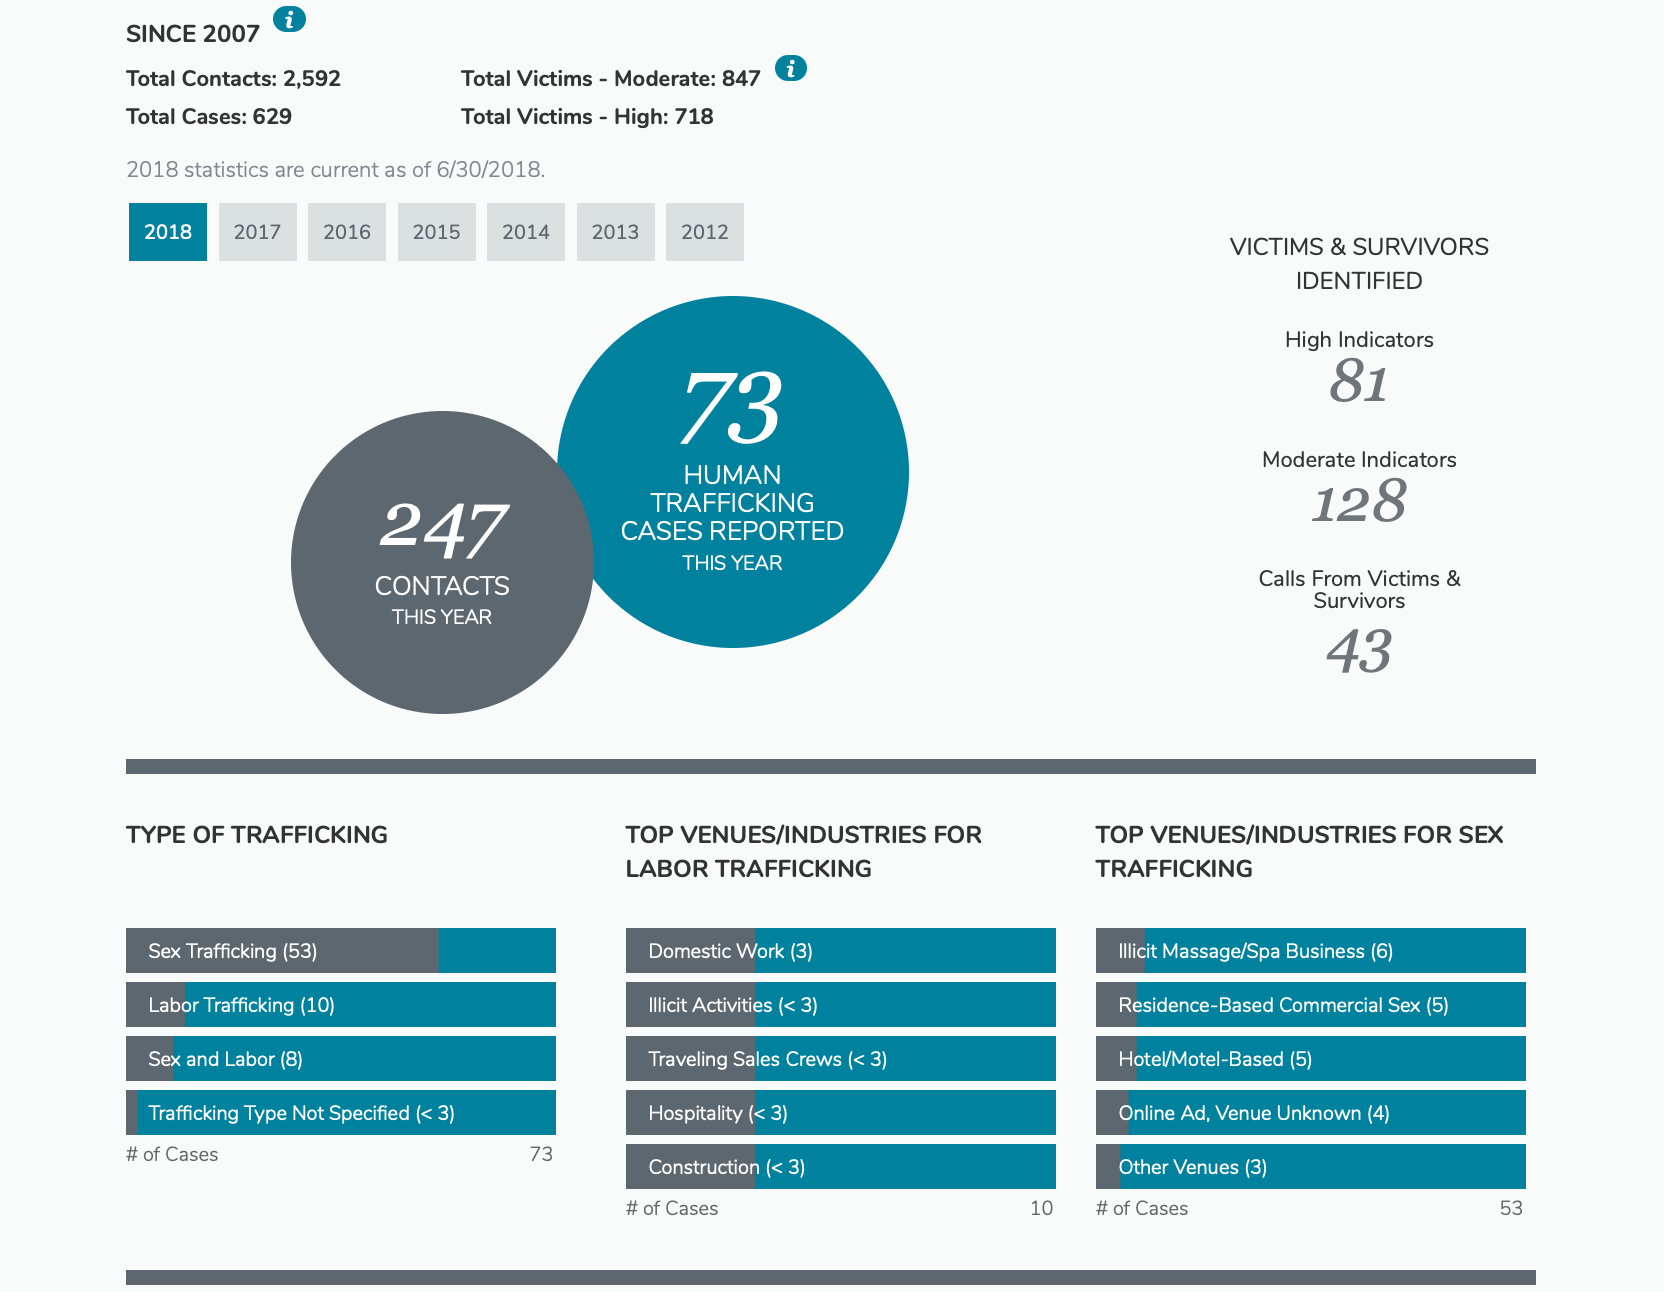 SINCE 2007 i
Total Contacts: 2,592
Total Victims - Moderate: 847 i
Total Cases: 629
Total Victims - High: 718
2018 statistics are current as of 6/30/2018.
2018 2017 2016 2015 2014 2013 2012
73
HUMAN
TRAFFICKING
CASES REPORTED
THIS YEAR
247
CONTACTS
THIS YEAR
VICTIMS & SURVIVORS
IDENTIFIED
High Indicators
81
Moderate Indicators
128
Calls From Victims &
Survivors
43
TYPE OF TRAFFICKING
Sex Trafficking (53)
Labor Trafficking (10)
Sex and Labor (8)
Trafficking Type Not Specified (< 3)
# of Cases 73
TOP VENUES/INDUSTRIES FOR
LABOR TRAFFICKING
Domestic Work (3)
Illicit Activities (< 3)
Traveling Sales Crews (< 3)
Hospitality (< 3)
Construction (< 3)
# of Cases 10
TOP VENUES/INDUSTRIES FOR SEX
TRAFFICKING
Illicit Massage/Spa Business (6)
Residence-Based Commercial Sex (5)
Hotel/Motel-Based (5)
Online Ad, Venue Unknown (4)
Other Venues (3)
# of Cases 53